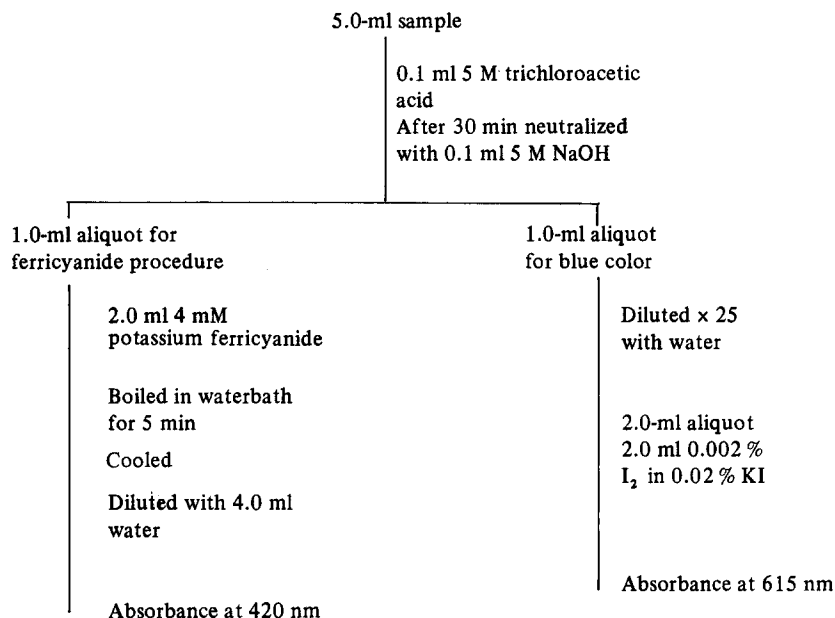 5.0-ml sample
0.1 ml 5 M trichloroacetic
acid
After 30 min neutralized
with 0.1 ml 5 M NaOH
1.0-ml aliquot for
ferricyanide procedure
2.0 ml 4 mM
potassium ferricyanide
Boiled in waterbath
for 5 min
Cooled
Diluted with 4.0 ml
water
Absorbance at 420 nm
1.0-ml aliquot
for blue color
Diluted × 25
with water
2.0-ml aliquot
2.0 ml 0.002 %
I₂ in 0.02 % KI
Absorbance at 615 nm